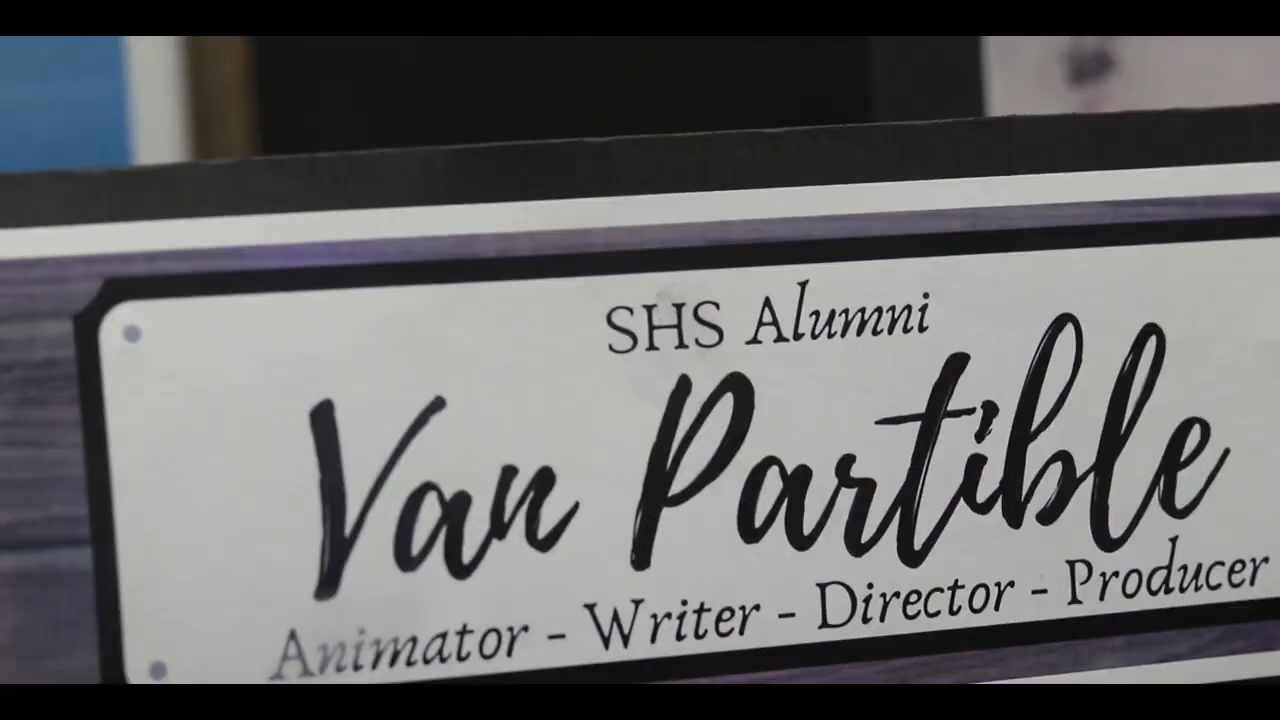 SHS Alumni
Van Partible
Animator - Writer - Director - Producer